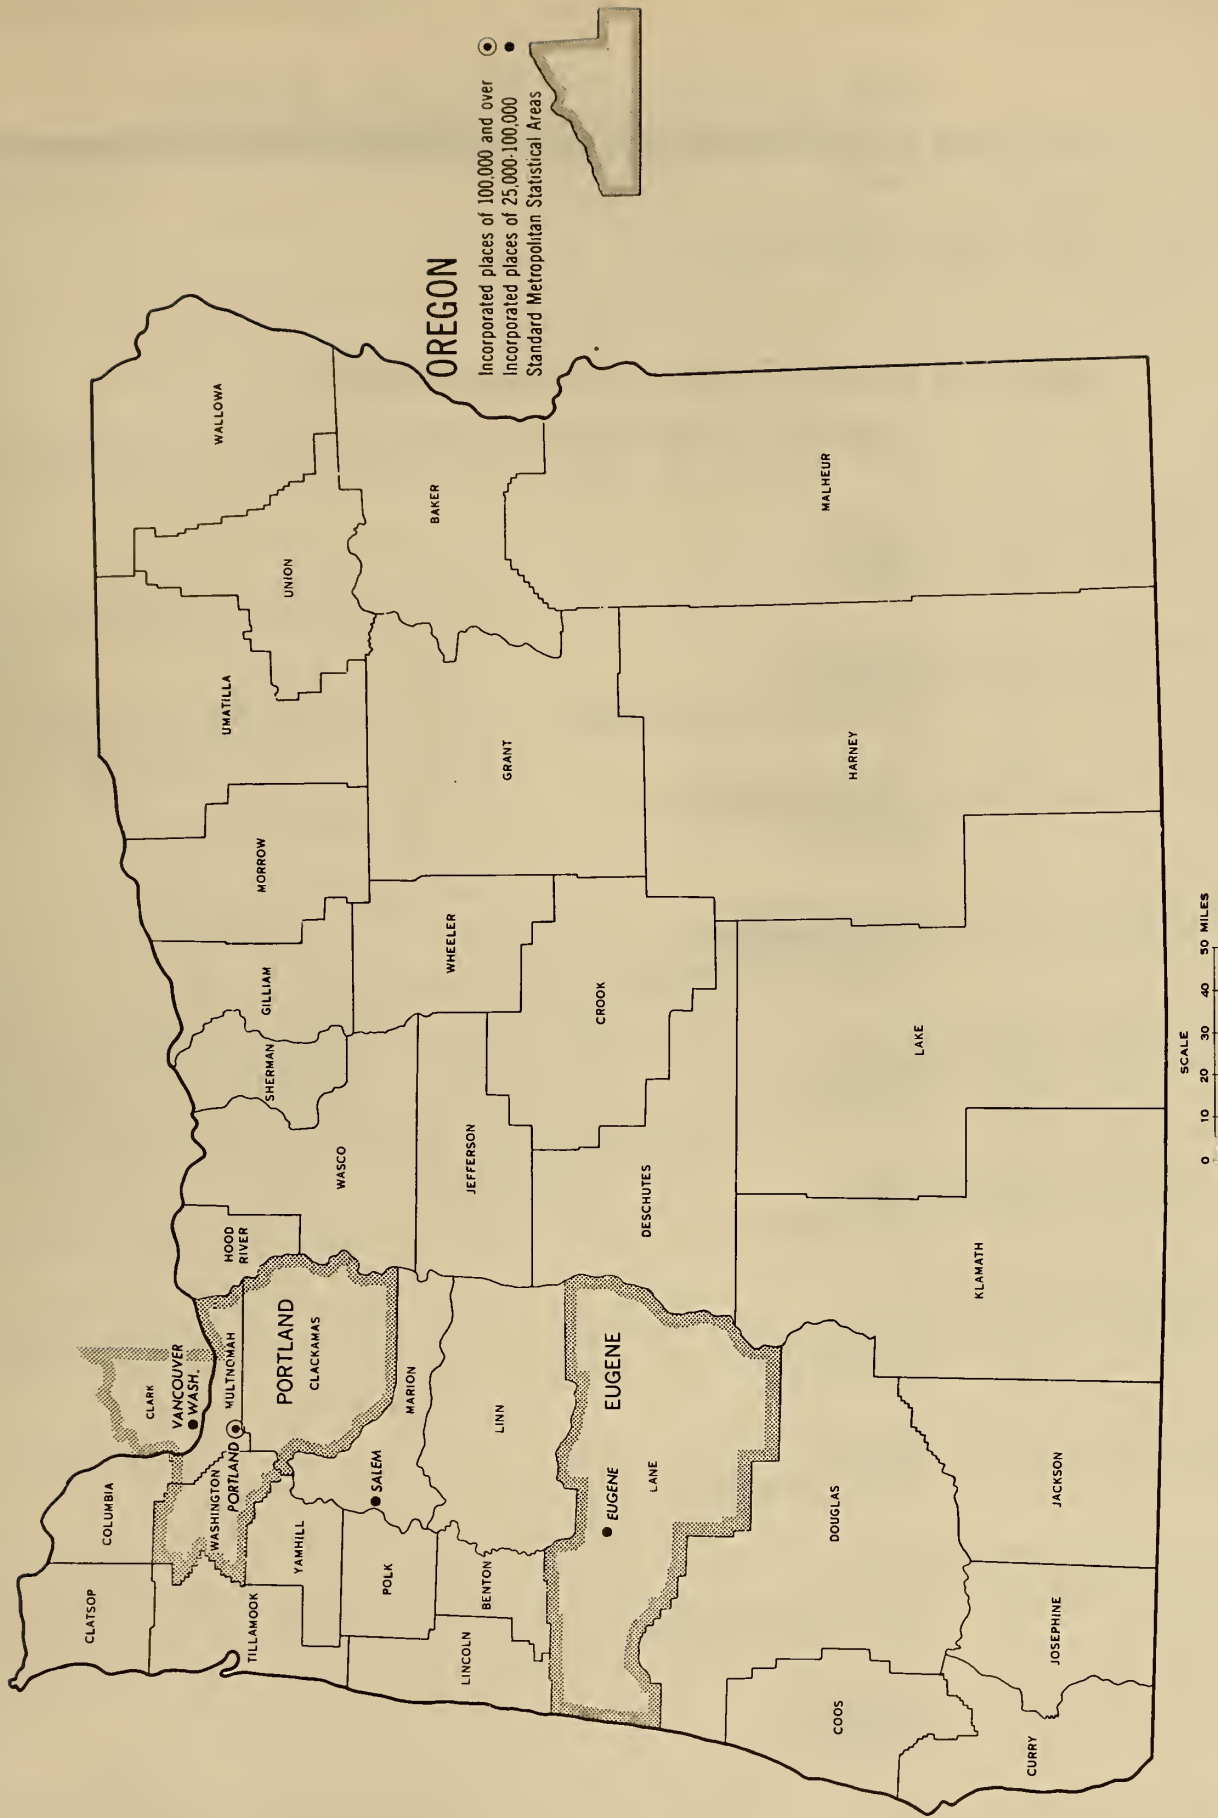 OREGON
Incorporated places of 100,000 and over
Incorporated places of 25,000-100,000
Standard Metropolitan Statistical Areas
CLATSOP
COLUMBIA
CLARK
VANCOUVER
WASH.
TILLAMOOK
WASHINGTON
PORTLAND
MULTNOMAH
HOOD
RIVER
PORTLAND
CLACKAMAS
YAMHILL
POLK
SALEM
MARION
WASCO
SHERMAN
GILLIAM
MORROW
UMATILLA
UNION
WALLOWA
LINCOLN
BENTON
LINN
JEFFERSON
WHEELER
GRANT
BAKER
EUGENE
EUGENE
LANE
DESCHUTES
CROOK
COOS
DOUGLAS
KLAMATH
LAKE
HARNEY
MALHEUR
CURRY
JOSEPHINE
JACKSON
SCALE
0 10 20 30 40 50 MILES